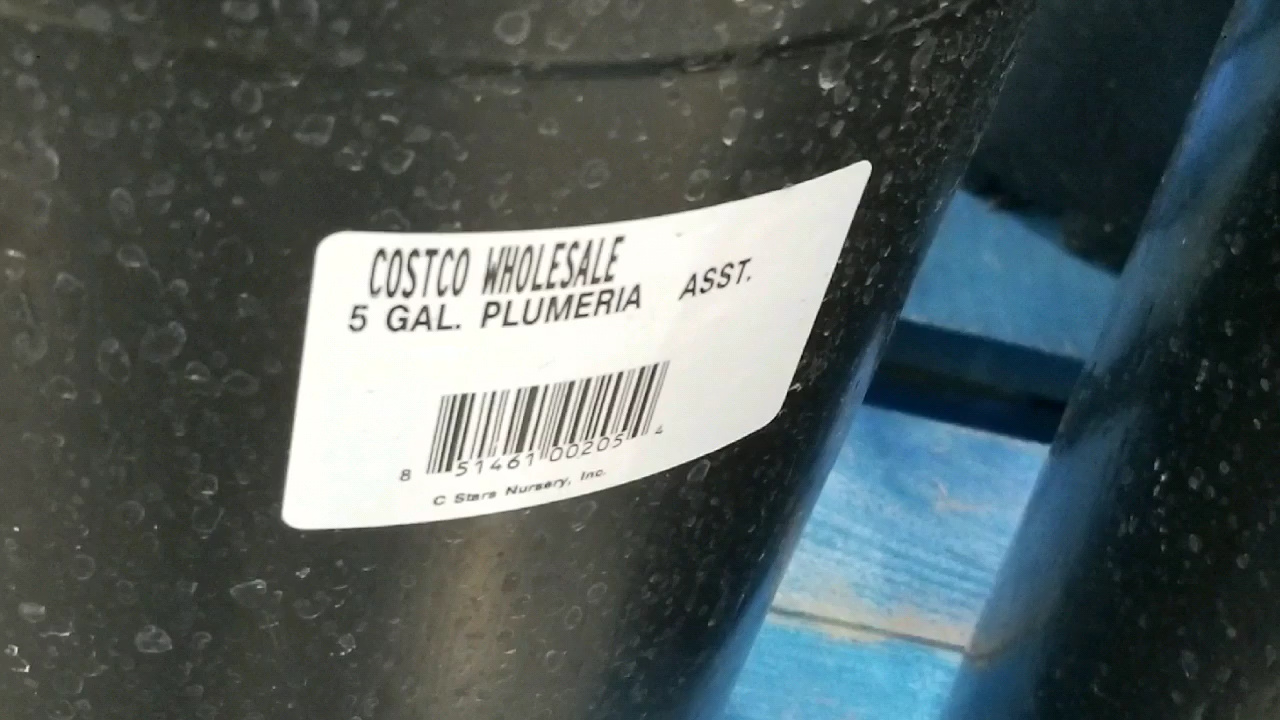 COSTCO WHOLESALE
5 GAL. PLUMERIA ASST.
8 51461 00205 4
C Stars Nursery, Inc.